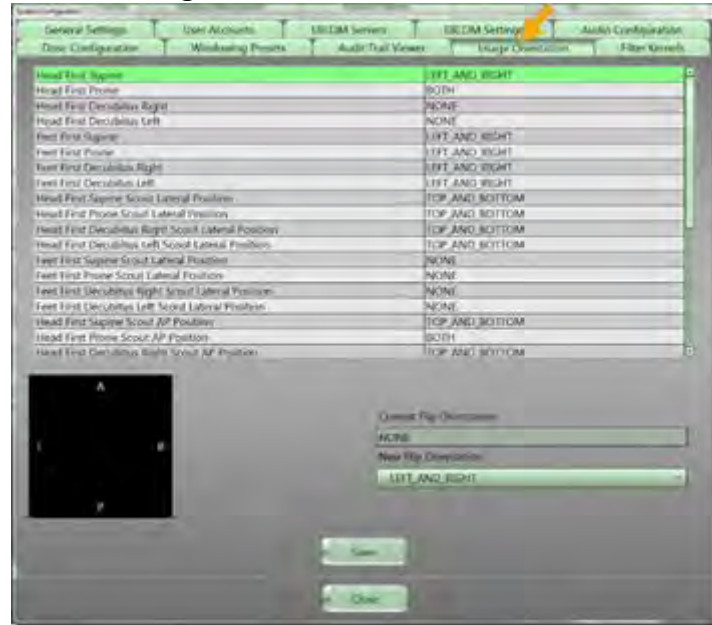 General Settings User Accounts DICOM Servers DICOM Settings Audio Configuration
Dose Configuration Windowing Presets Audit Trail Viewer Image Orientation Filter Kernels
Head First Supine LEFT_AND_RIGHT
Head First Prone BOTH
Head First Decubitus Right NONE
Head First Decubitus Left NONE
Feet First Supine LEFT_AND_RIGHT
Feet First Prone LEFT_AND_RIGHT
Feet First Decubitus Right LEFT_AND_RIGHT
Feet First Decubitus Left LEFT_AND_RIGHT
Head First Supine Scout Lateral Position TOP_AND_BOTTOM
Head First Prone Scout Lateral Position TOP_AND_BOTTOM
Head First Decubitus Right Scout Lateral Position TOP_AND_BOTTOM
Head First Decubitus Left Scout Lateral Position TOP_AND_BOTTOM
Feet First Supine Scout Lateral Position NONE
Feet First Prone Scout Lateral Position NONE
Feet First Decubitus Right Scout Lateral Position NONE
Feet First Decubitus Left Scout Lateral Position NONE
Head First Supine Scout AP Position TOP_AND_BOTTOM
Head First Prone Scout AP Position BOTH
Head First Decubitus Right Scout AP Position TOP_AND_BOTTOM
A
R
P
Current Flip Orientation
NONE
New Flip Orientation
LEFT_AND_RIGHT
Save
Close